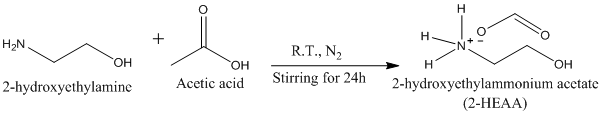 H₂N
OH
2-hydroxyethylamine
+
O
OH
Acetic acid
R.T., N₂
Stirring for 24h
H
H
H
N⁺
⁻
O
O
OH
2-hydroxyethylammonium acetate
(2-HEAA)